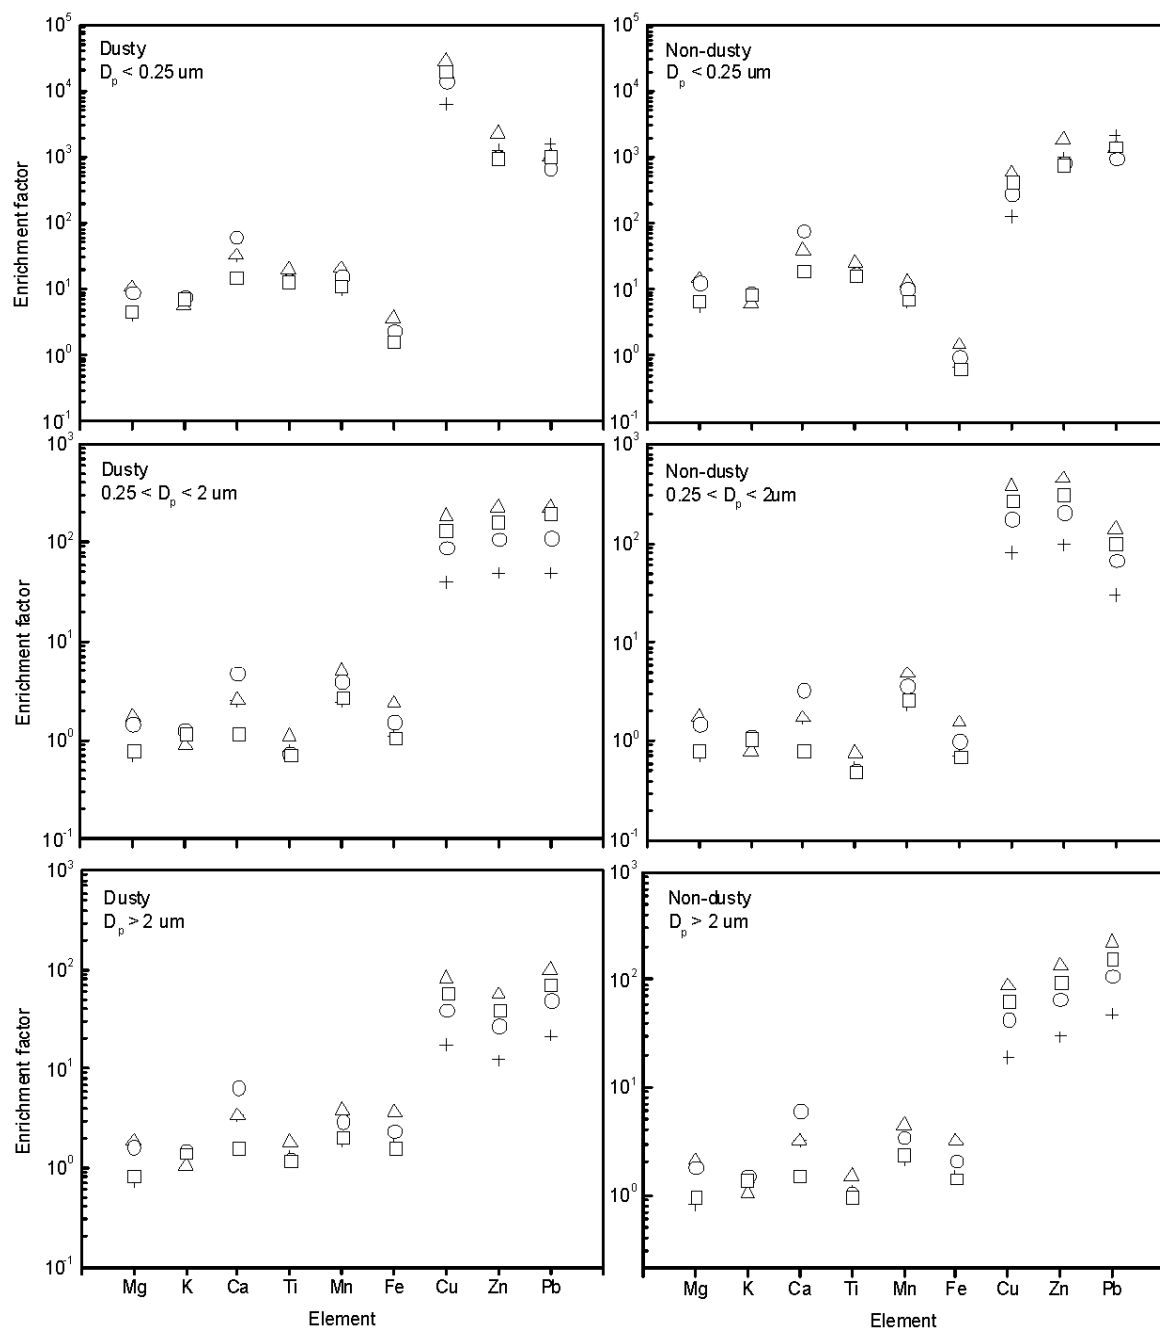 Dusty
Dp < 0.25 um
Non-dusty
Dp < 0.25 um
10^5
10^4
10^3
10^2
10^1
10^0
10^-1
Enrichment factor
10^5
10^4
10^3
10^2
10^1
10^0
10^-1
Dusty
0.25 < Dp < 2 um
Non-dusty
0.25 < Dp < 2um
10^3
10^2
10^1
10^0
10^-1
Enrichment factor
10^3
10^2
10^1
10^0
10^-1
Dusty
Dp > 2 um
Non-dusty
Dp > 2 um
10^3
10^2
10^1
10^0
10^-1
Enrichment factor
10^3
10^2
10^1
10^0
Mg K Ca Ti Mn Fe Cu Zn Pb
Element
Mg K Ca Ti Mn Fe Cu Zn Pb
Element